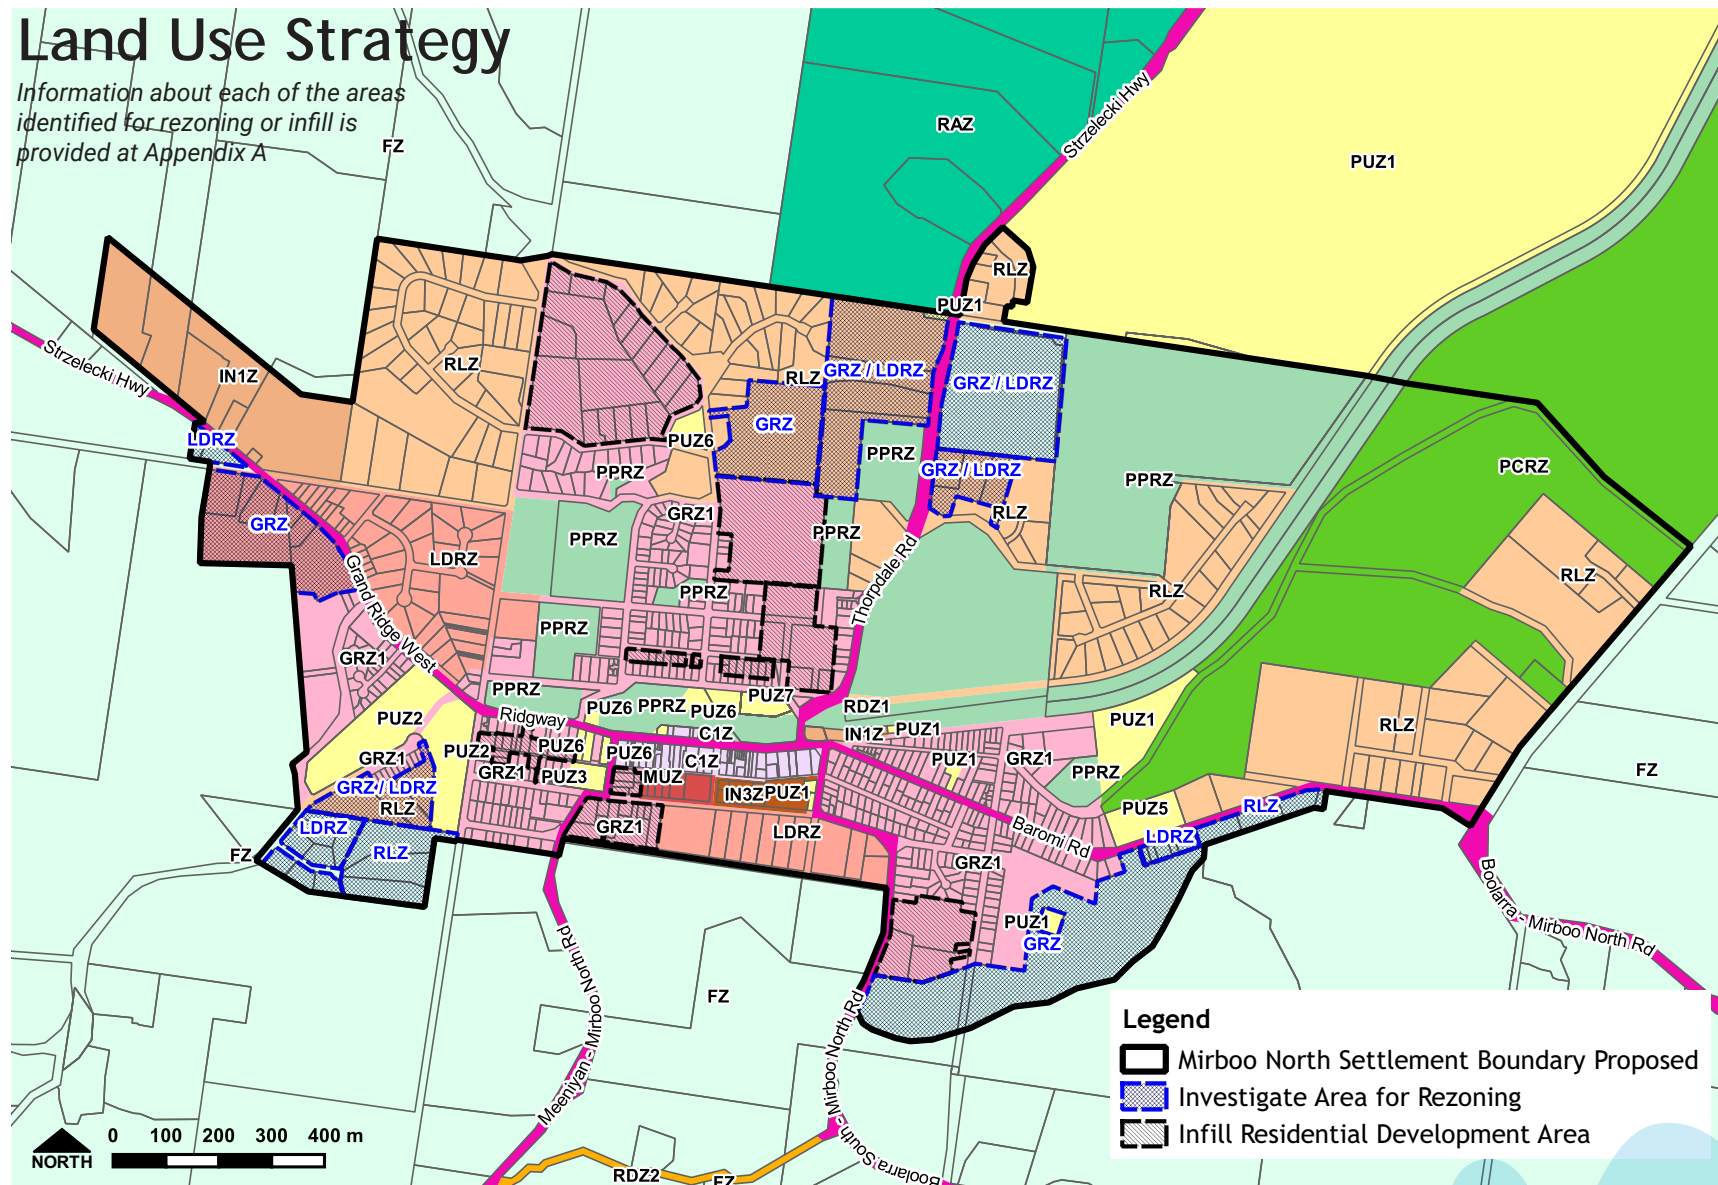 Land Use Strategy
Information about each of the areas
identified for rezoning or infill is
provided at Appendix A
FZ
RAZ
Strzelecki Hwy
PUZ1
RLZ
PUZ1
Strzelecki Hwy
IN1Z
RLZ
RLZ
GRZ / LDRZ
GRZ / LDRZ
LDRZ
GRZ
PUZ6
PPRZ
PPRZ
GRZ / LDRZ
PPRZ
PCRZ
GRZ
GRZ1
RLZ
PPRZ
PPRZ
LDRZ
Grand Ridge West
Thorpdale Rd
RLZ
RLZ
PPRZ
PPRZ
GRZ1
PPRZ
PUZ7
PUZ6
PPRZ
PUZ6
RDZ1
PUZ2
Ridgway
C1Z
IN1Z
PUZ1
PUZ1
RLZ
PUZ2
PUZ6
PUZ6
C1Z
PUZ1
GRZ1
GRZ1
GRZ1
PUZ3
MUZ
PPRZ
FZ
GRZ / LDRZ
RLZ
IN3Z
PUZ1
PUZ5
RLZ
LDRZ
GRZ1
LDRZ
Baromi Rd
LDRZ
FZ
RLZ
GRZ1
Boolarra - Mirboo North Rd
PUZ1
GRZ
Meeniyan - Mirboo North Rd
FZ
Boolarra South - Mirboo North Rd
Legend
Mirboo North Settlement Boundary Proposed
Investigate Area for Rezoning
Infill Residential Development Area
NORTH
0 100 200 300 400 m
RDZ2
FZ